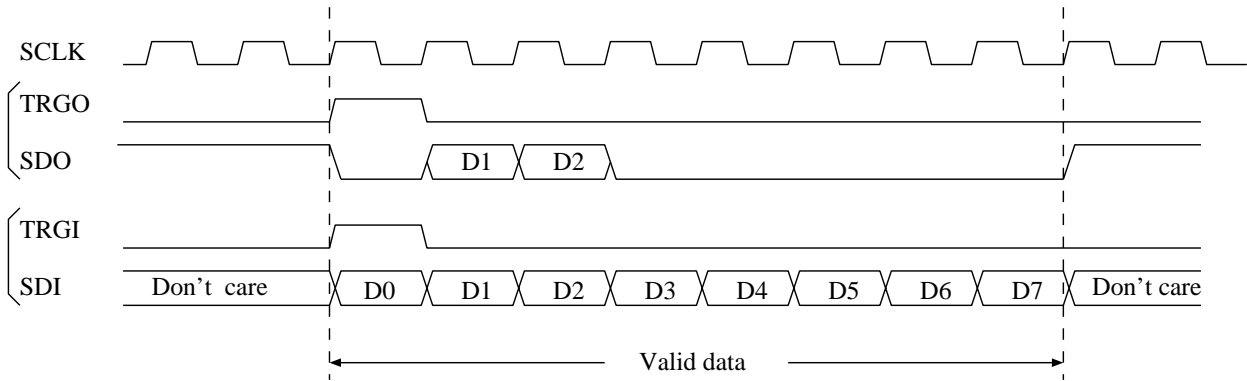 SCLK
TRGO
SDO D1 D2
TRGI
SDI Don't care D0 D1 D2 D3 D4 D5 D6 D7 Don't care
Valid data